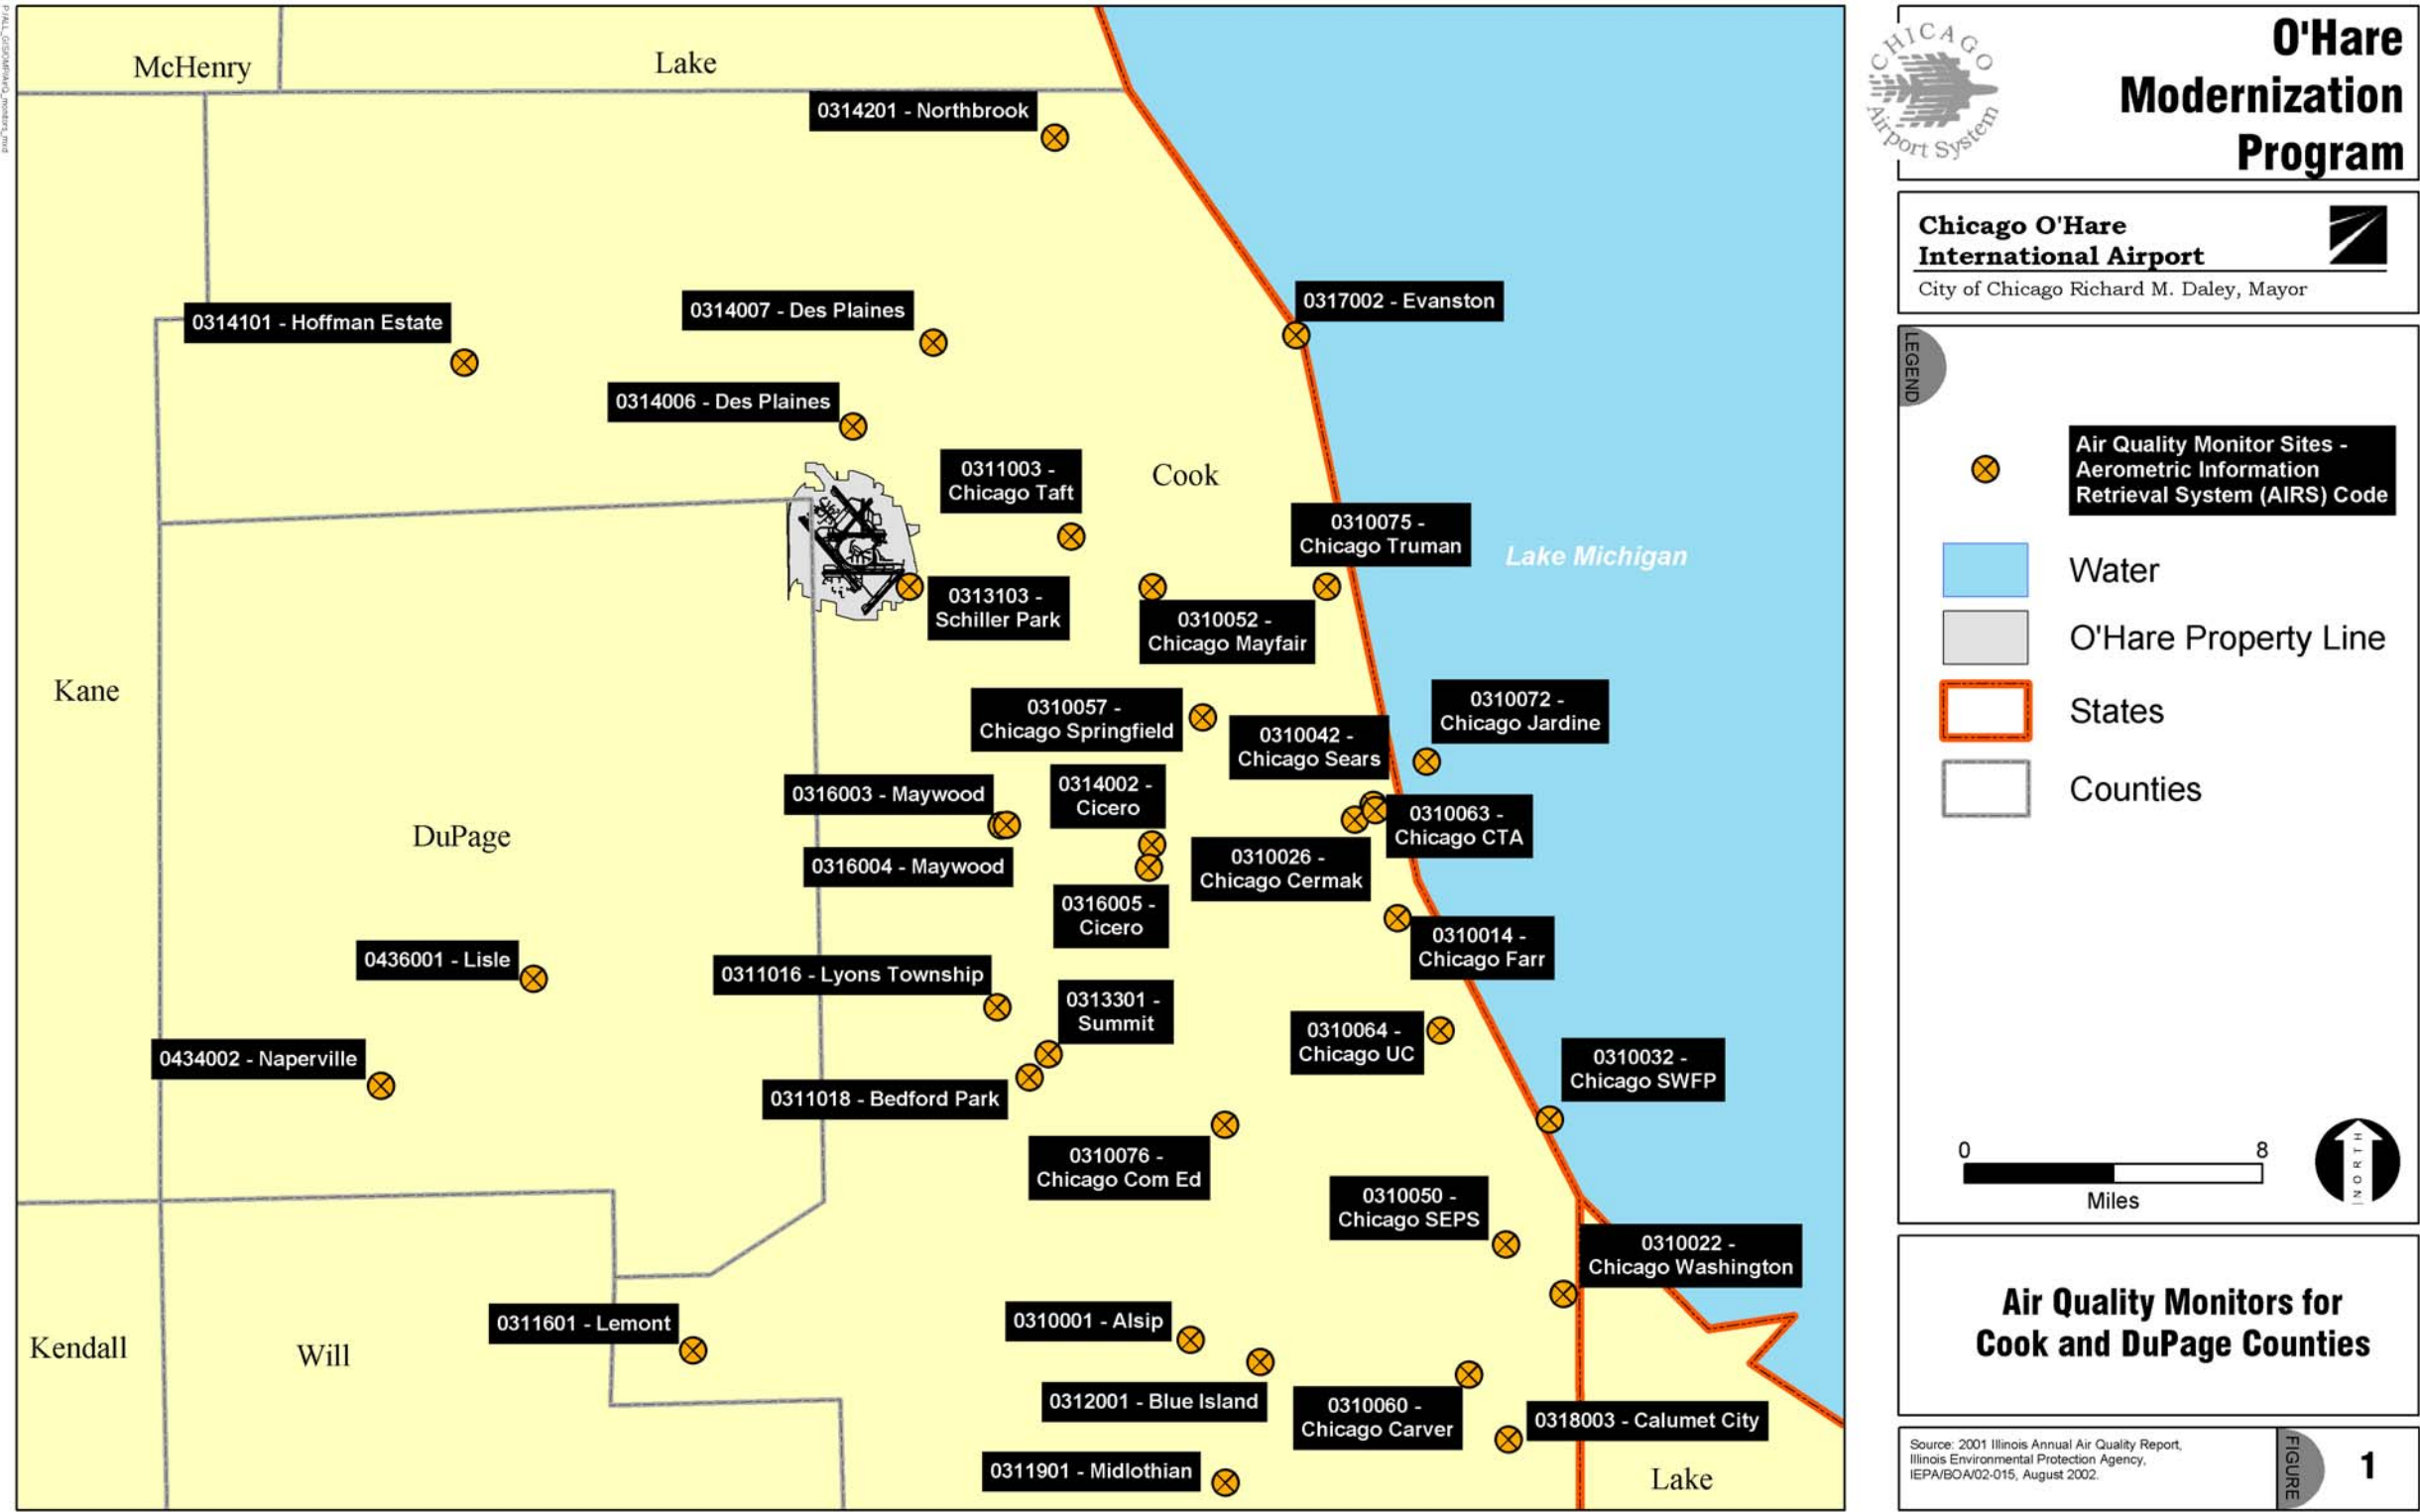 McHenry
Lake
0314201 - Northbrook
0314101 - Hoffman Estate
0314007 - Des Plaines
0317002 - Evanston
0314006 - Des Plaines
0311003 -
Chicago Taft
Cook
0310075 -
Chicago Truman
Lake Michigan
0313103 -
Schiller Park
0310052 -
Chicago Mayfair
Kane
0310057 -
Chicago Springfield
0310042 -
Chicago Sears
0310072 -
Chicago Jardine
0316003 - Maywood
0314002 -
Cicero
0310063 -
Chicago CTA
DuPage
0316004 - Maywood
0310026 -
Chicago Cermak
0316005 -
Cicero
0310014 -
Chicago Farr
0436001 - Lisle
0311016 - Lyons Township
0313301 -
Summit
0310064 -
Chicago UC
0434002 - Naperville
0311018 - Bedford Park
0310032 -
Chicago SWFP
0310076 -
Chicago Com Ed
0310050 -
Chicago SEPS
0310022 -
Chicago Washington
Kendall
Will
0311601 - Lemont
0310001 - Alsip
0312001 - Blue Island
0310060 -
Chicago Carver
0318003 - Calumet City
0311901 - Midlothian
Lake
CHICAGO
Airport System
O'Hare
Modernization
Program
Chicago O'Hare
International Airport
City of Chicago Richard M. Daley, Mayor
LEGEND
Air Quality Monitor Sites -
Aerometric Information
Retrieval System (AIRS) Code
Water
O'Hare Property Line
States
Counties
0 8
Miles
NORTH
Air Quality Monitors for
Cook and DuPage Counties
Source: 2001 Illinois Annual Air Quality Report,
Illinois Environmental Protection Agency,
IEPA/BOA/02-015, August 2002.
FIGURE
1